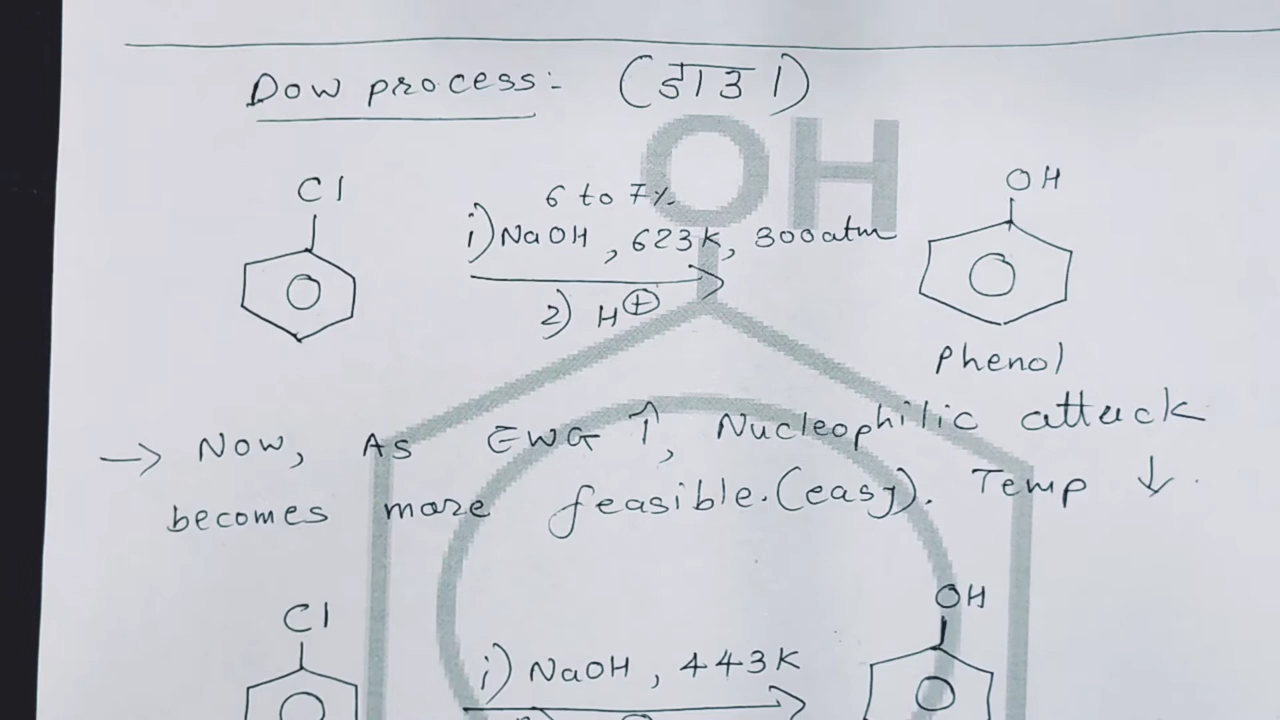 Dow process:- (डाउ।)
Cl
6 to 7%
OH
i) NaOH, 623K, 300atm
OH
2) H⊕
Phenol
→ Now, As EWG ↑, Nucleophilic attack
becomes more feasible.(easy). Temp ↓.
Cl
OH
i) NaOH, 443K